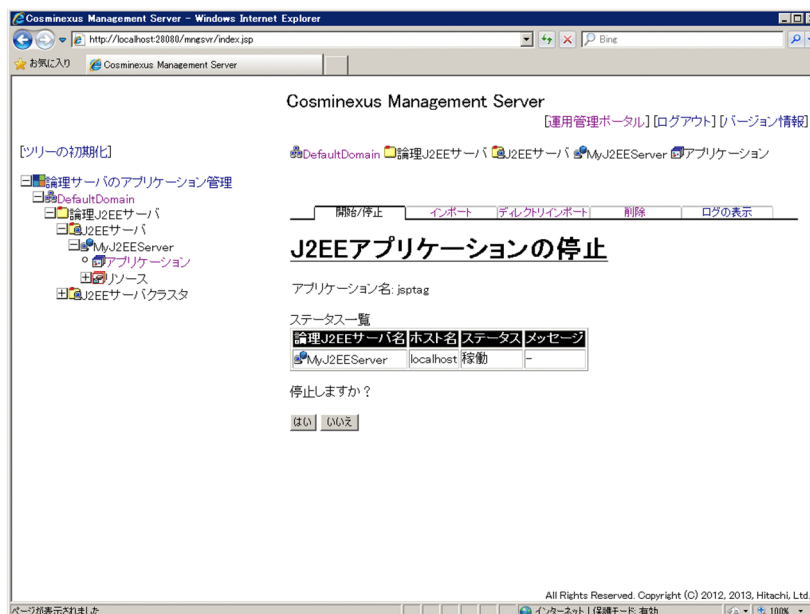 Cosminexus Management Server - Windows Internet Explorer
http://localhost:28080/mngsvr/index.jsp
Bing
お気に入り
Cosminexus Management Server
Cosminexus Management Server
[運用管理ポータル] [ログアウト] [バージョン情報]
[ツリーの初期化]
DefaultDomain 論理J2EEサーバ J2EEサーバ MyJ2EEServer アプリケーション
論理サーバのアプリケーション管理
DefaultDomain
論理J2EEサーバ
J2EEサーバ
MyJ2EEServer
アプリケーション
リソース
J2EEサーバクラスタ
開始/停止 インポート ディレクトリインポート 削除 ログの表示
J2EEアプリケーションの停止
アプリケーション名: jsptag
ステータス一覧
論理J2EEサーバ名 ホスト名 ステータス メッセージ
MyJ2EEServer localhost 稼働 -
停止しますか？
はい いいえ
All Rights Reserved. Copyright (C) 2012, 2013, Hitachi, Ltd
ページが表示されました
インターネット | 保護モード: 有効
100%